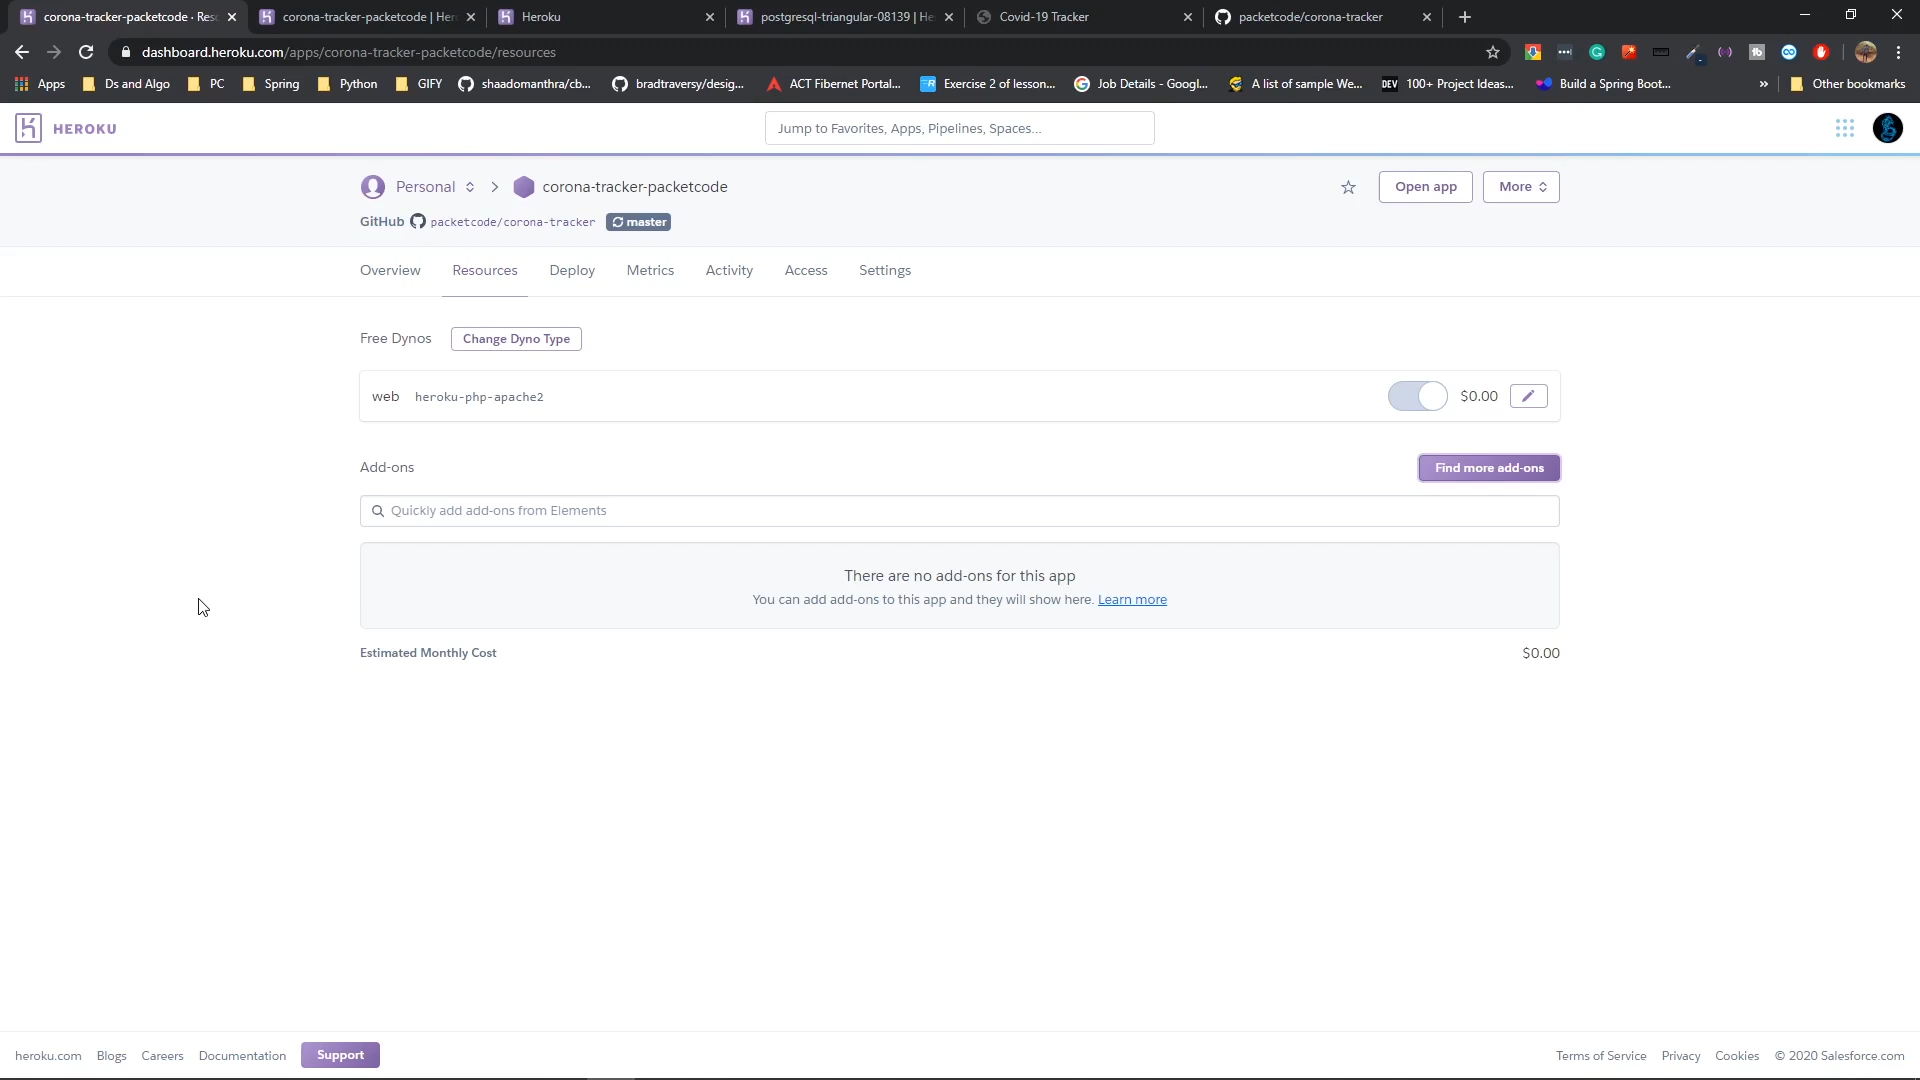 corona-tracker-packetcode · Reso
corona-tracker-packetcode | Her
Heroku
postgresql-triangular-08139 | He
Covid-19 Tracker
packetcode/corona-tracker
dashboard.heroku.com/apps/corona-tracker-packetcode/resources
Apps
Ds and Algo
PC
Spring
Python
GIFY
shaadomanthra/cb...
bradtraversy/desig...
ACT Fibernet Portal...
Exercise 2 of lesson...
Job Details - Googl...
A list of sample We...
DEV 100+ Project Ideas...
Build a Spring Boot...
»
Other bookmarks
HEROKU
Jump to Favorites, Apps, Pipelines, Spaces...
Personal
corona-tracker-packetcode
Open app
More
GitHub packetcode/corona-tracker master
Overview
Resources
Deploy
Metrics
Activity
Access
Settings
Free Dynos
Change Dyno Type
web heroku-php-apache2
$0.00
Add-ons
Find more add-ons
Quickly add add-ons from Elements
There are no add-ons for this app
You can add add-ons to this app and they will show here. Learn more
Estimated Monthly Cost
$0.00
heroku.com
Blogs
Careers
Documentation
Support
Terms of Service
Privacy
Cookies
© 2020 Salesforce.com